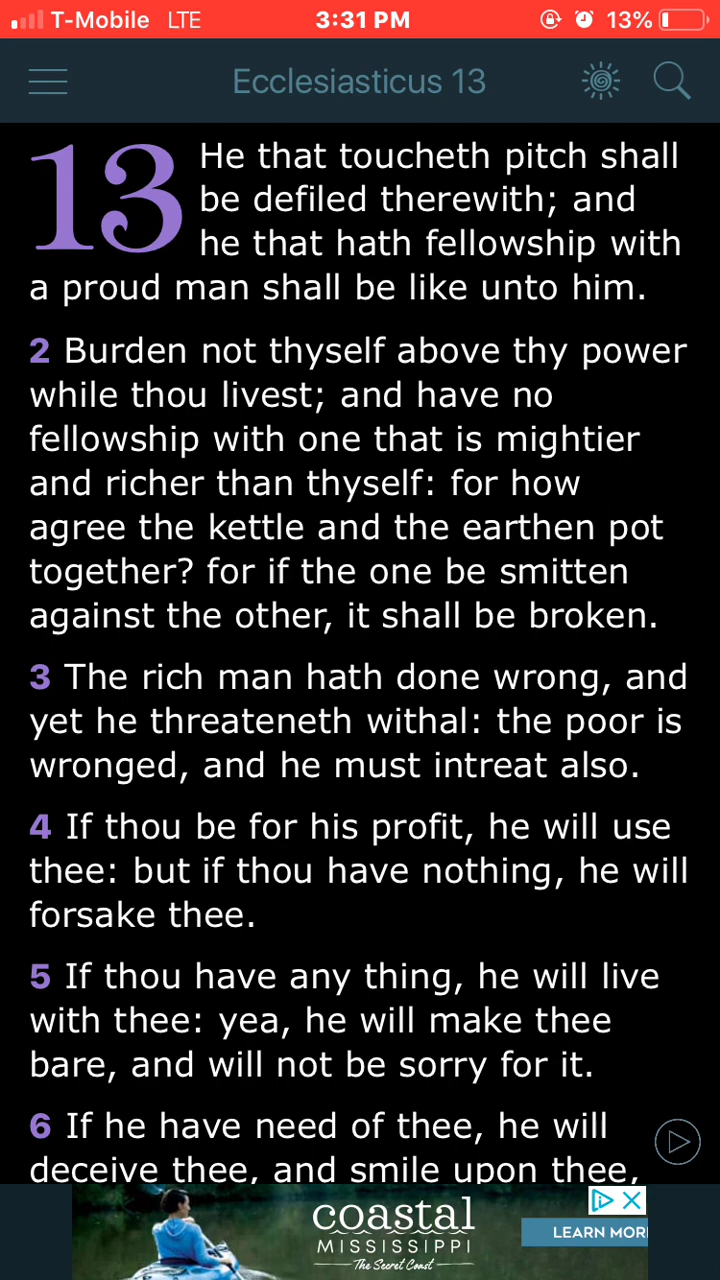 T-Mobile LTE 3:31 PM 13%
Ecclesiasticus 13
13 He that toucheth pitch shall
be defiled therewith; and
he that hath fellowship with
a proud man shall be like unto him.
2 Burden not thyself above thy power
while thou livest; and have no
fellowship with one that is mightier
and richer than thyself: for how
agree the kettle and the earthen pot
together? for if the one be smitten
against the other, it shall be broken.
3 The rich man hath done wrong, and
yet he threateneth withal: the poor is
wronged, and he must intreat also.
4 If thou be for his profit, he will use
thee: but if thou have nothing, he will
forsake thee.
5 If thou have any thing, he will live
with thee: yea, he will make thee
bare, and will not be sorry for it.
6 If he have need of thee, he will
deceive thee, and smile upon thee,
coastal
MISSISSIPPI
The Secret Coast
LEARN MOR